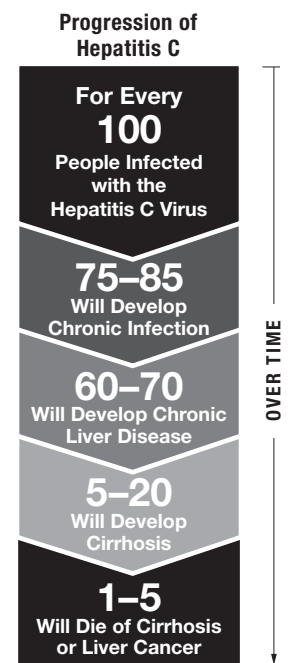 Progression of
Hepatitis C
For Every
100
People Infected
with the
Hepatitis C Virus
75–85
Will Develop
Chronic Infection
60–70
Will Develop Chronic
Liver Disease
5–20
Will Develop
Cirrhosis
1–5
Will Die of Cirrhosis
or Liver Cancer
OVER TIME